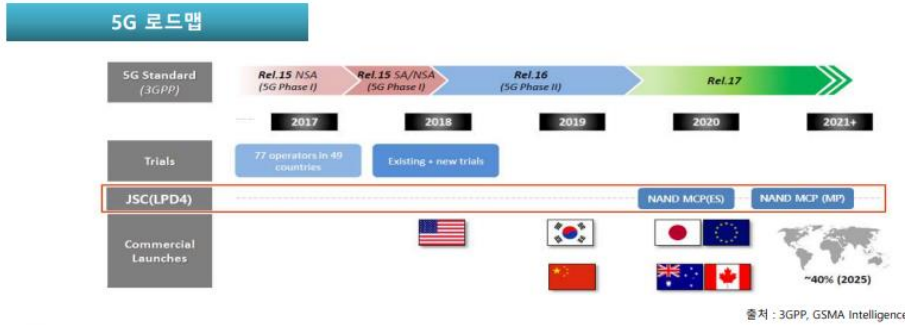 5G 로드맵
5G Standard
(3GPP)
Rel.15 NSA
(5G Phase I)
Rel.15 SA/NSA
(5G Phase I)
Rel.16
(5G Phase II)
Rel.17
2017
2018
2019
2020
2021+
Trials
77 operators in 49
countries
Existing + new trials
JSC(LPD4)
NAND MCP(ES)
NAND MCP (MP)
Commercial
Launches
~40% (2025)
출처 : 3GPP, GSMA Intelligence